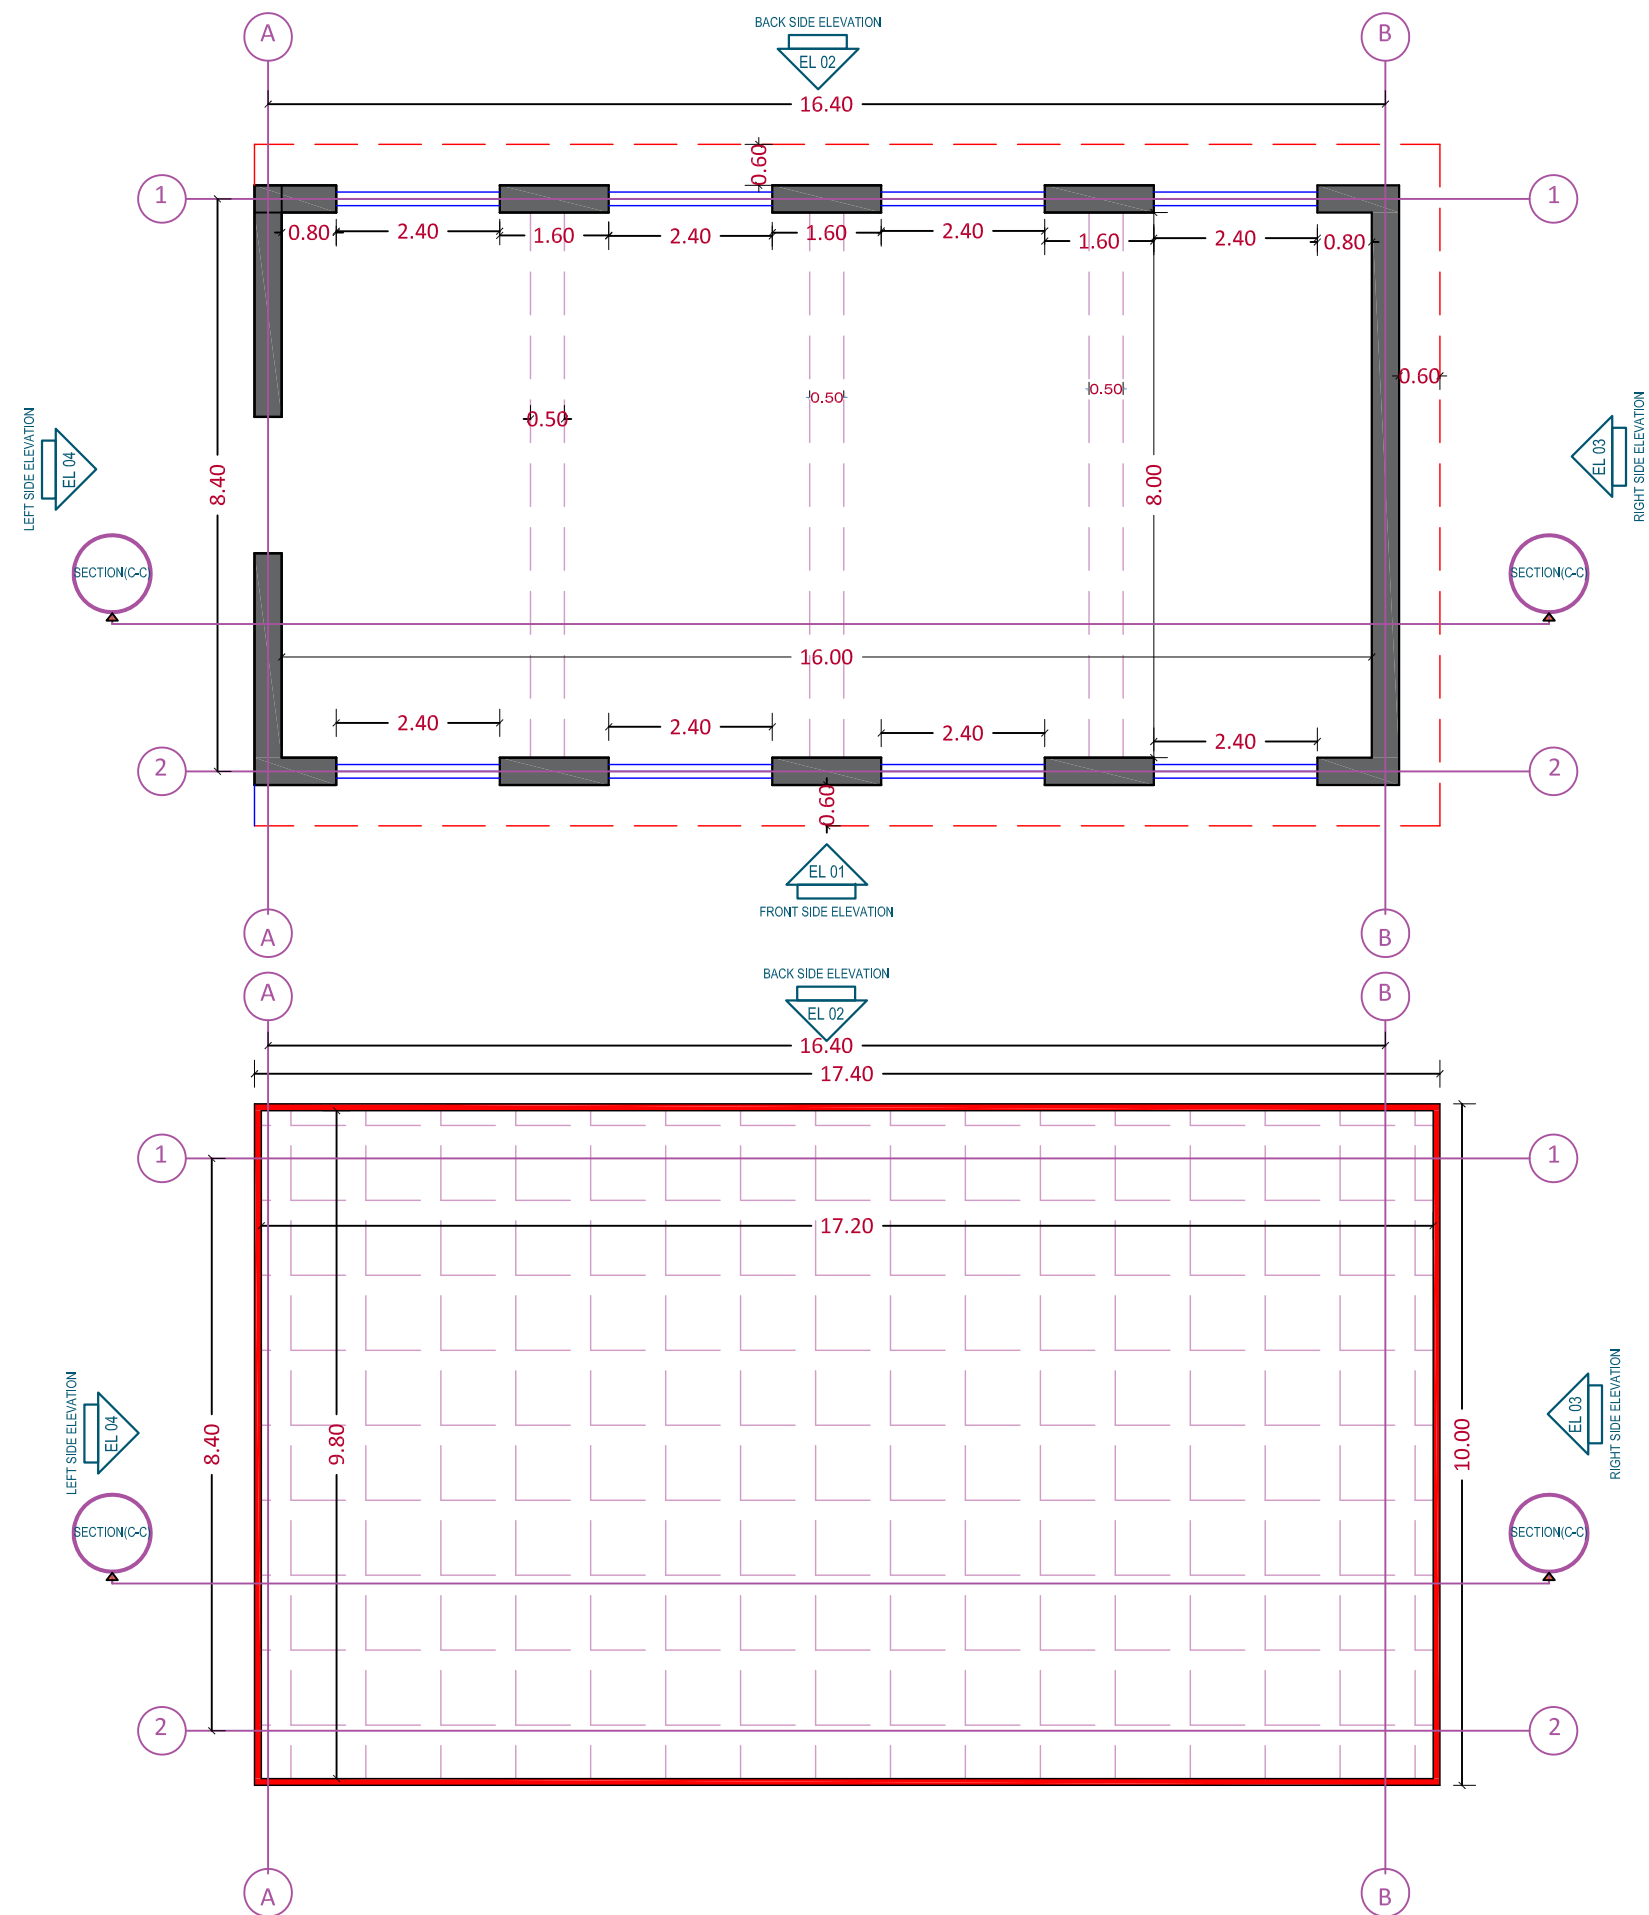 A
BACK SIDE ELEVATION
B
EL 02
16.40
0.60
1
1
0.80
2.40
1.60
2.40
1.60
2.40
1.60
2.40
0.80
0.60
0.50
0.50
0.50
LEFT SIDE ELEVATION
EL 04
8.40
8.00
EL 03
RIGHT SIDE ELEVATION
SECTION(C-C)
SECTION(C-C)
16.00
2.40
2.40
2.40
2.40
2
2
0.60
EL 01
FRONT SIDE ELEVATION
A
B
BACK SIDE ELEVATION
A
B
EL 02
16.40
17.40
1
1
17.20
LEFT SIDE ELEVATION
EL 04
8.40
9.80
10.00
EL 03
RIGHT SIDE ELEVATION
SECTION(C-C)
SECTION(C-C)
2
2
A
B